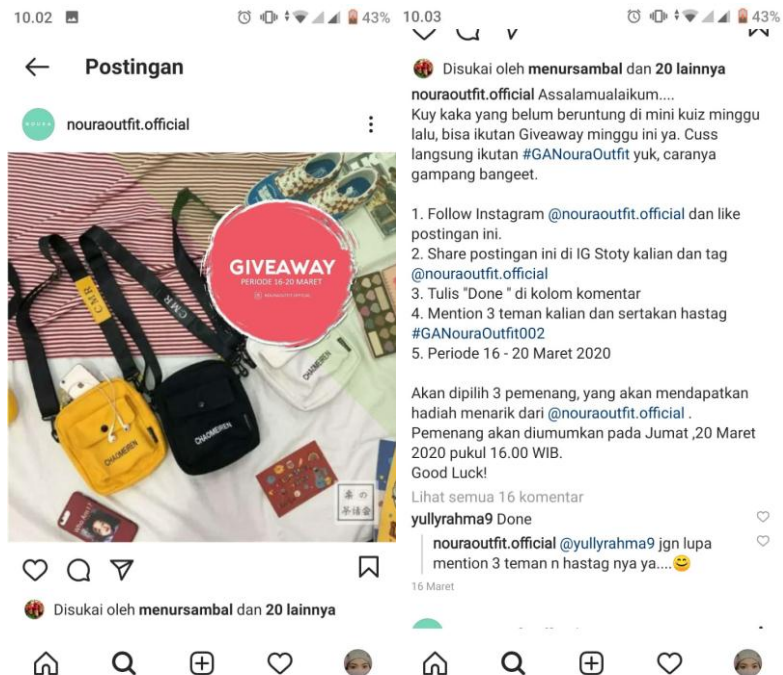 10.02
43%
Postingan
NOURA
nouraoutfit.official
GIVEAWAY
PERIODE 16-20 MARET
NOURAOUTFIT.OFFICIAL
CMR
CMR
CHAOMEIREN
CHAOMEIREN
CHAOMEIREN
Disukai oleh menursambal dan 20 lainnya
10.03
43%
Disukai oleh menursambal dan 20 lainnya
nouraoutfit.official Assalamualaikum....
Kuy kaka yang belum beruntung di mini kuiz minggu
lalu, bisa ikutan Giveaway minggu ini ya. Cuss
langsung ikutan #GANouraOutfit yuk, caranya
gampang bangeet.
1. Follow Instagram @nouraoutfit.official dan like
postingan ini.
2. Share postingan ini di IG Stoty kalian dan tag
@nouraoutfit.official
3. Tulis "Done " di kolom komentar
4. Mention 3 teman kalian dan sertakan hastag
#GANouraOutfit002
5. Periode 16 - 20 Maret 2020
Akan dipilih 3 pemenang, yang akan mendapatkan
hadiah menarik dari @nouraoutfit.official .
Pemenang akan diumumkan pada Jumat ,20 Maret
2020 pukul 16.00 WIB.
Good Luck!
Lihat semua 16 komentar
yullyrahma9 Done
nouraoutfit.official @yullyrahma9 jgn lupa
mention 3 teman n hastag nya ya....😊
16 Maret